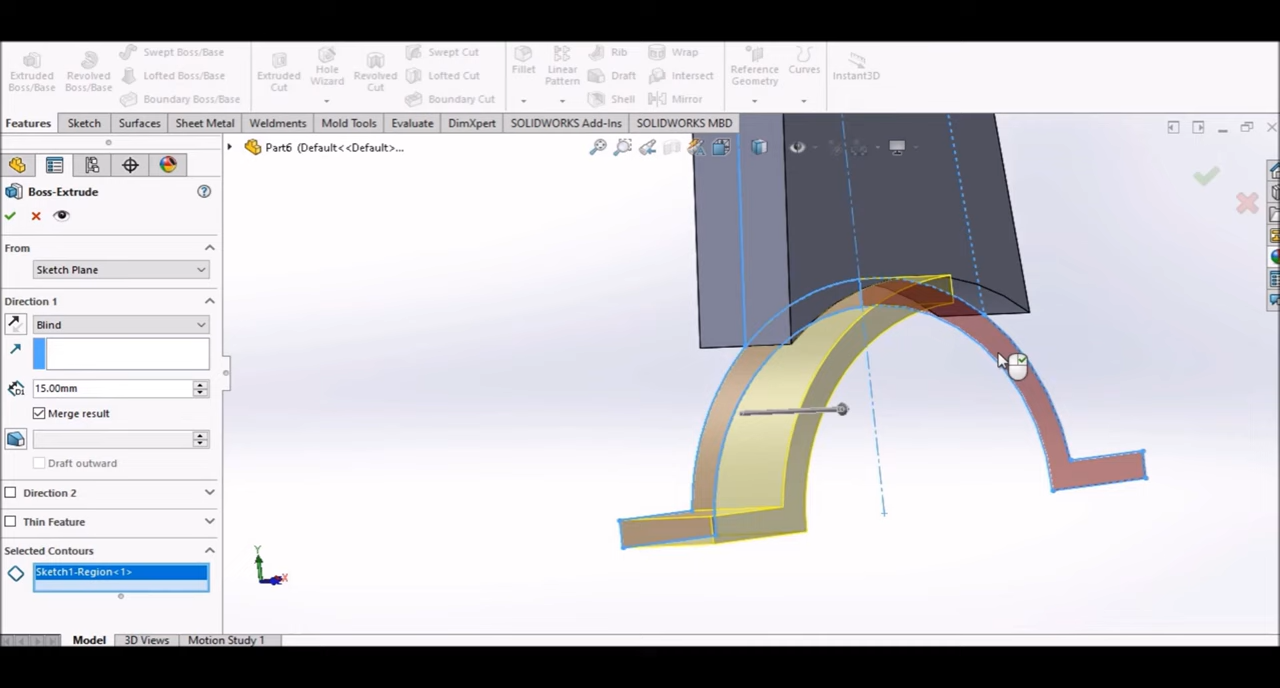 Extruded Boss/Base
Revolved Boss/Base
Swept Boss/Base
Lofted Boss/Base
Boundary Boss/Base
Extruded Cut
Hole Wizard
Revolved Cut
Swept Cut
Lofted Cut
Boundary Cut
Fillet
Linear Pattern
Rib
Draft
Shell
Wrap
Intersect
Mirror
Reference Geometry
Curves
Instant3D
Features Sketch Surfaces Sheet Metal Weldments Mold Tools Evaluate DimXpert SOLIDWORKS Add-Ins SOLIDWORKS MBD
Part6 (Default<<Default>...
Boss-Extrude
From
Sketch Plane
Direction 1
Blind
15.00mm
Merge result
Draft outward
Direction 2
Thin Feature
Selected Contours
Sketch1-Region<1>
Y
X
Model 3D Views Motion Study 1